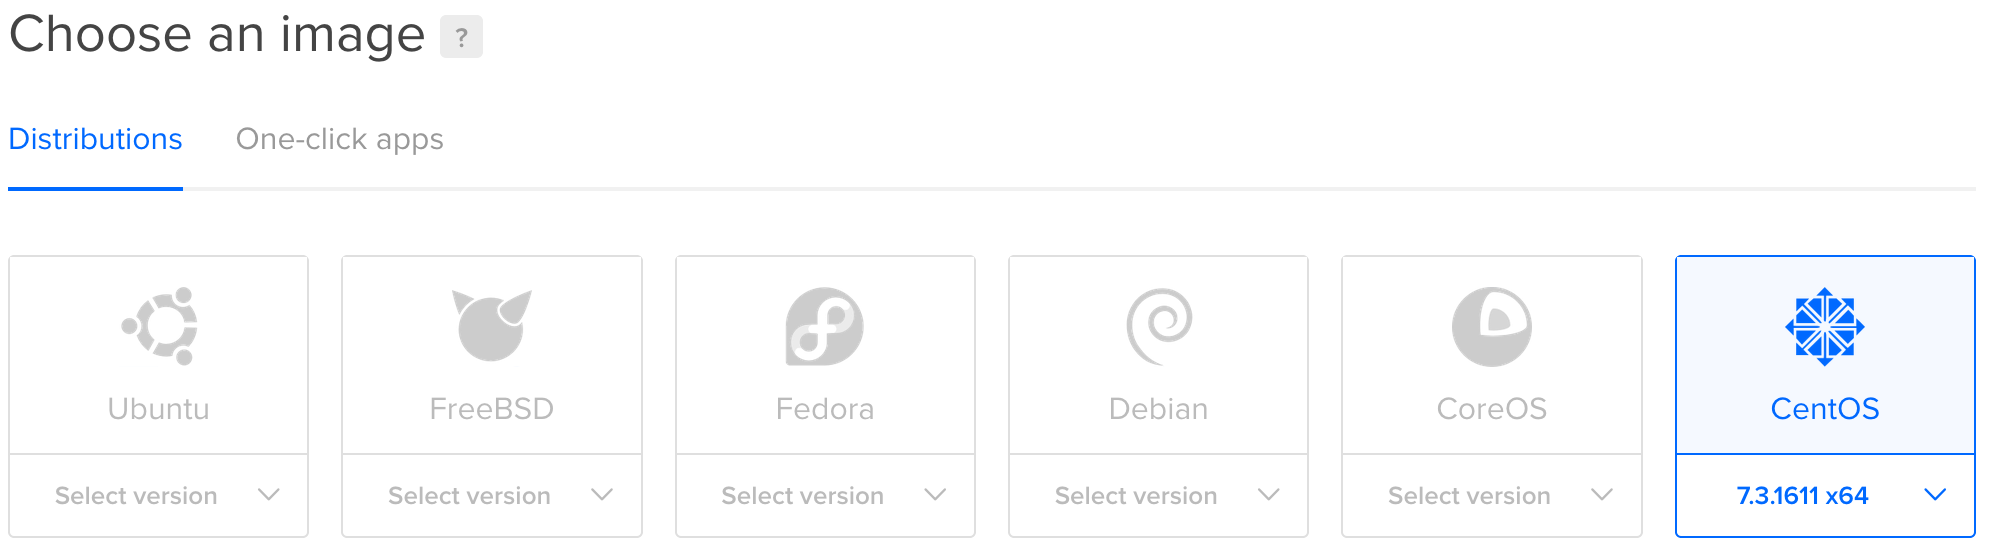 Choose an image ?
Distributions One-click apps
Ubuntu FreeBSD Fedora Debian CoreOS CentOS
Select version Select version Select version Select version Select version 7.3.1611 x64